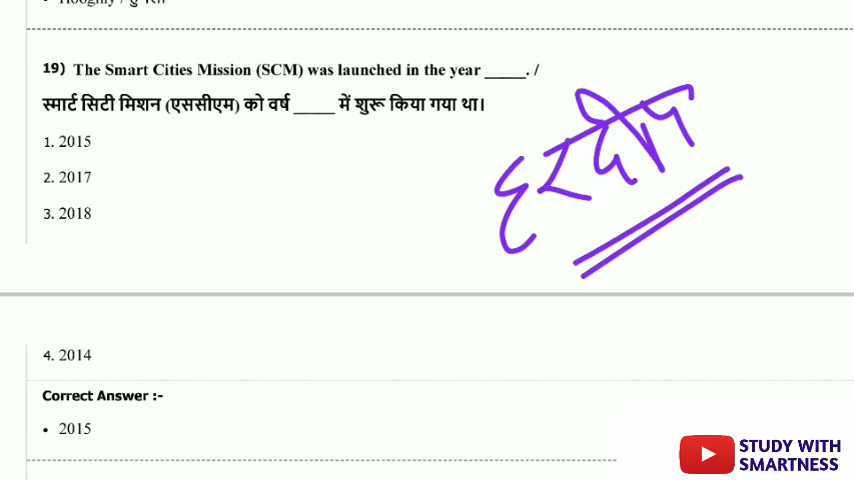 19) The Smart Cities Mission (SCM) was launched in the year _____. /
स्मार्ट सिटी मिशन (एससीएम) को वर्ष _____ में शुरू किया गया था।
1. 2015
2. 2017
3. 2018
हरदीप
4. 2014
Correct Answer :-
• 2015
STUDY WITH
SMARTNESS